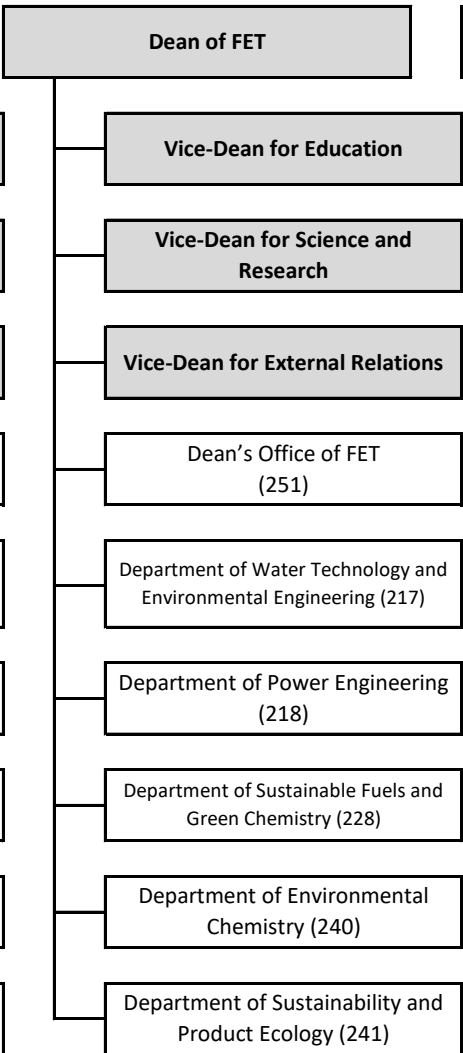 Dean of FET
Vice-Dean for Education
Vice-Dean for Science and
Research
Vice-Dean for External Relations
Dean’s Office of FET
(251)
Department of Water Technology and
Environmental Engineering (217)
Department of Power Engineering
(218)
Department of Sustainable Fuels and
Green Chemistry (228)
Department of Environmental
Chemistry (240)
Department of Sustainability and
Product Ecology (241)